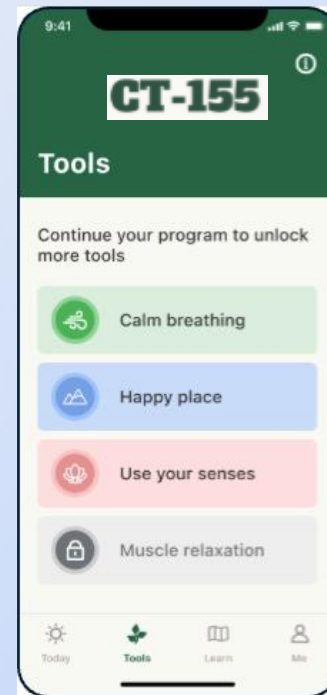 9:41
CT-155
Tools
Continue your program to unlock
more tools
Calm breathing
Happy place
Use your senses
Muscle relaxation
Today Tools Learn Me